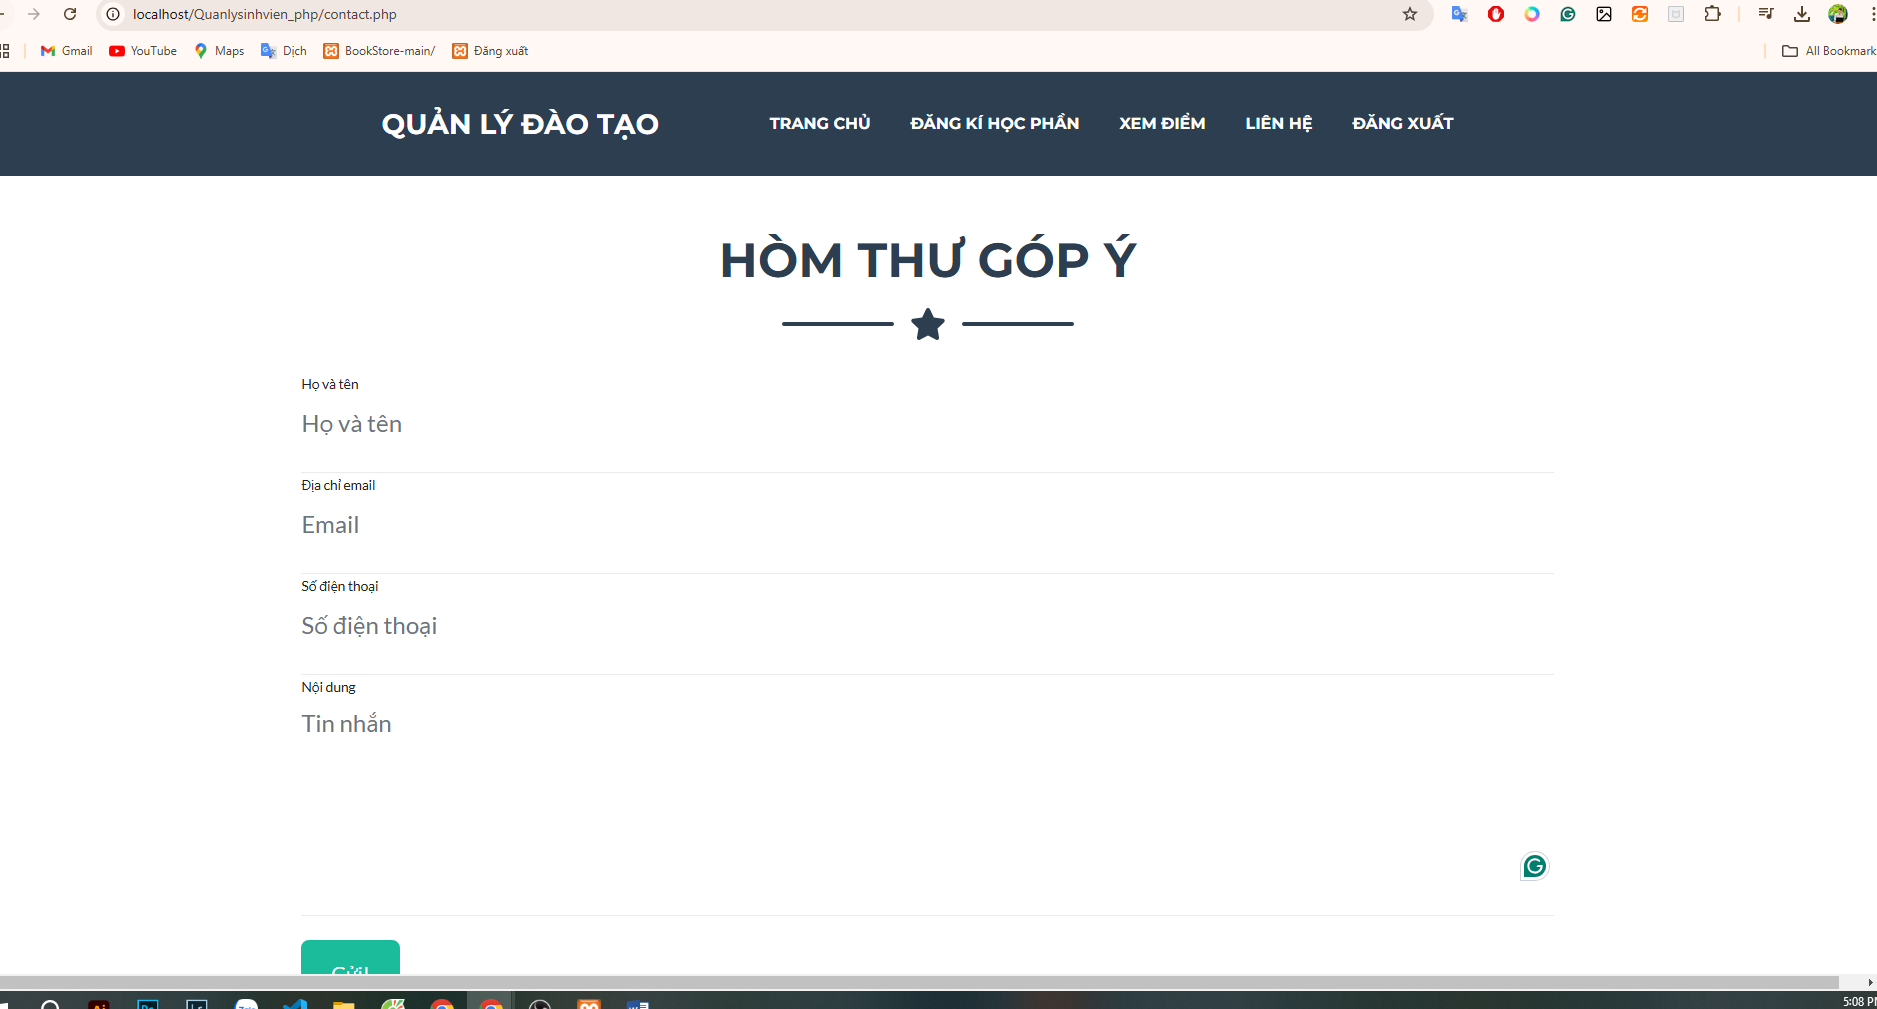 localhost/Quanlysinhvien_php/contact.php
Gmail YouTube Maps Dịch BookStore-main/ Đăng xuất All Bookmark
QUẢN LÝ ĐÀO TẠO TRANG CHỦ ĐĂNG KÍ HỌC PHẦN XEM ĐIỂM LIÊN HỆ ĐĂNG XUẤT
HÒM THƯ GÓP Ý
Họ và tên
Họ và tên
Địa chỉ email
Email
Số điện thoại
Số điện thoại
Nội dung
Tin nhắn
Gửi!
5:08 PM